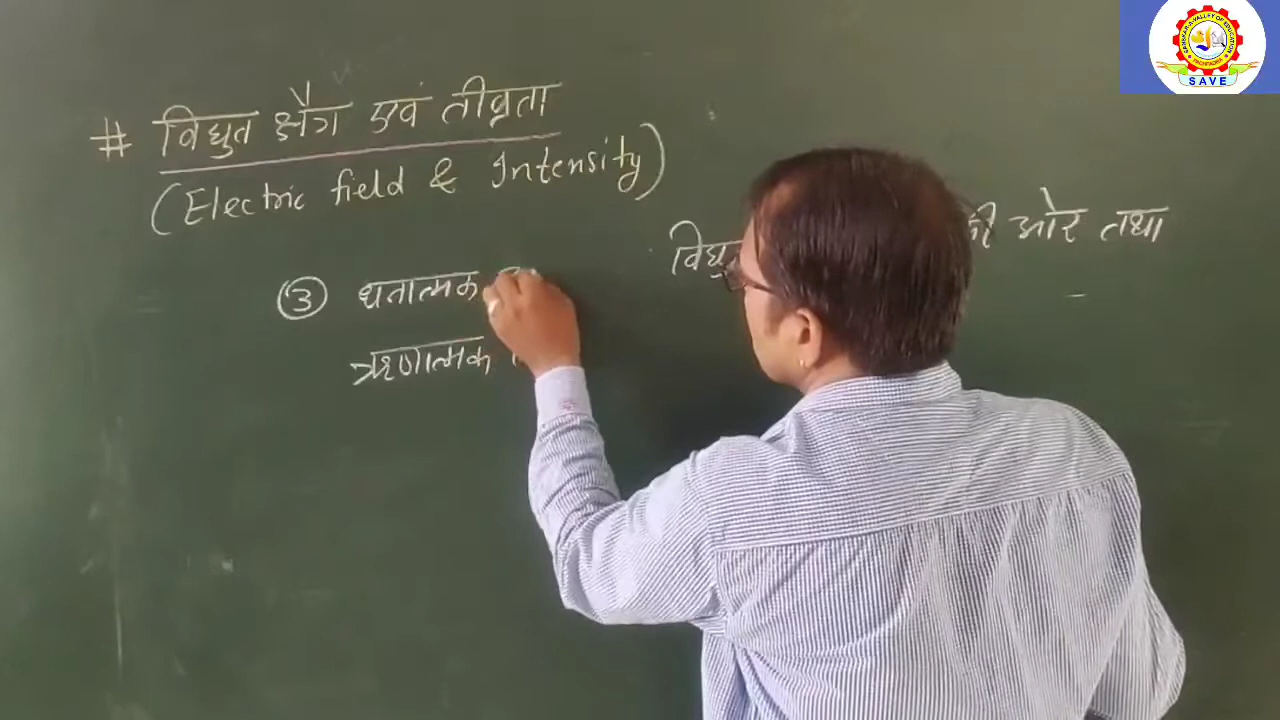 # विद्युत क्षेत्र एवं तीव्रता
(Electric field & Intensity)
की ओर तथा
③ धनात्मक
ऋणात्मक
SAVE